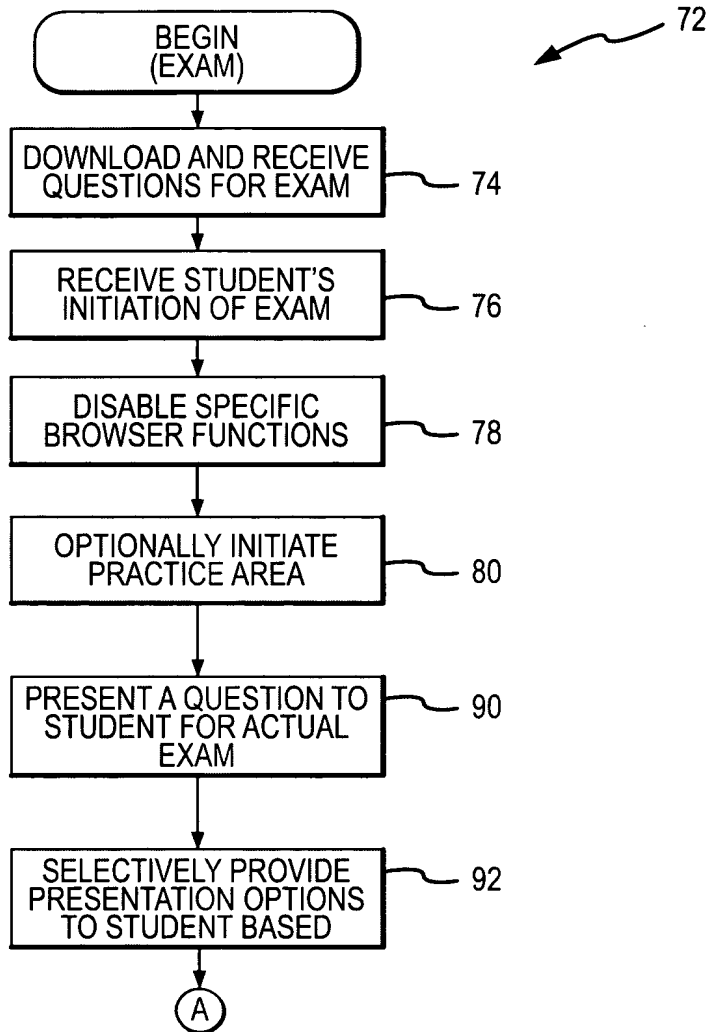 72
BEGIN
(EXAM)
DOWNLOAD AND RECEIVE
QUESTIONS FOR EXAM
74
RECEIVE STUDENT'S
INITIATION OF EXAM
76
DISABLE SPECIFIC
BROWSER FUNCTIONS
78
OPTIONALLY INITIATE
PRACTICE AREA
80
PRESENT A QUESTION TO
STUDENT FOR ACTUAL
EXAM
90
SELECTIVELY PROVIDE
PRESENTATION OPTIONS
TO STUDENT BASED
92
A